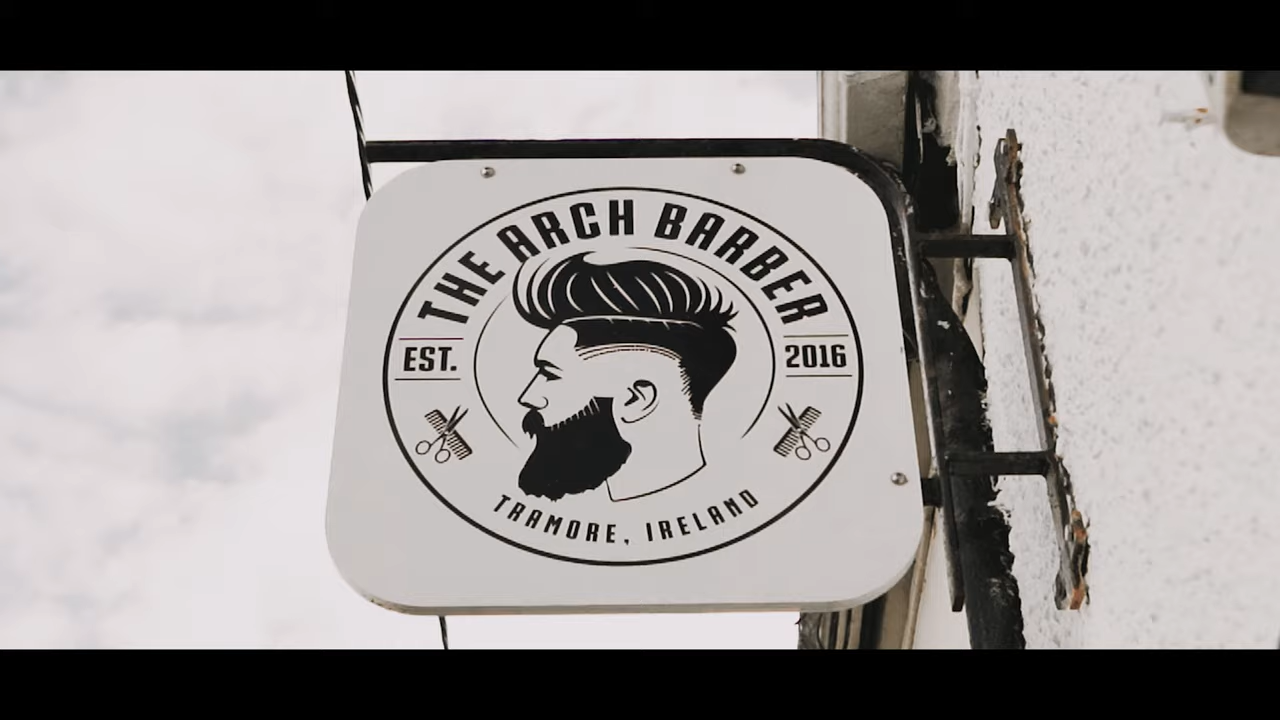 THE ARCH BARBER
EST. 2016
TRAMORE, IRELAND